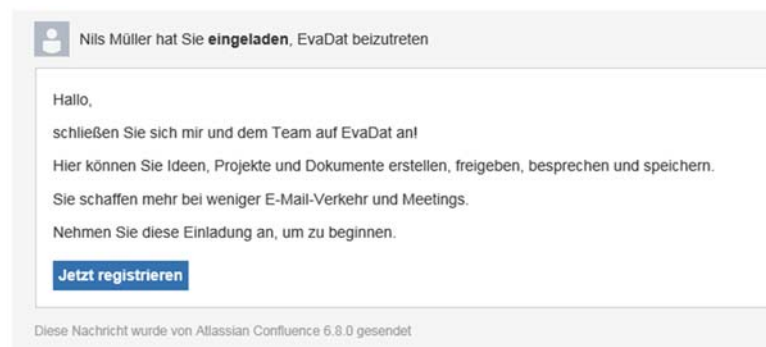 Nils Müller hat Sie eingeladen, EvaDat beizutreten
Hallo,
schließen Sie sich mir und dem Team auf EvaDat an!
Hier können Sie Ideen, Projekte und Dokumente erstellen, freigeben, besprechen und speichern.
Sie schaffen mehr bei weniger E-Mail-Verkehr und Meetings.
Nehmen Sie diese Einladung an, um zu beginnen.
Jetzt registrieren
Diese Nachricht wurde von Atlassian Confluence 6.8.0 gesendet